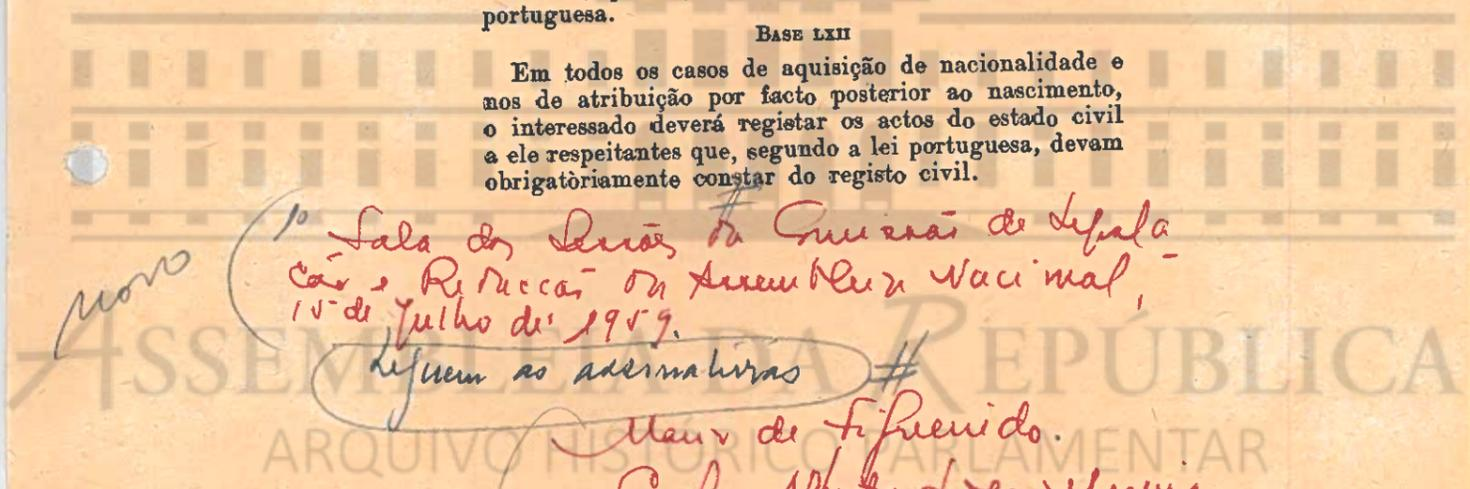 portuguesa.
BASE LXII
Em todos os casos de aquisição de nacionalidade e
nos de atribuição por facto posterior ao nascimento,
o interessado deverá registar os actos do estado civil
a ele respeitantes que, segundo a lei portuguesa, devam
obrigatòriamente constar do registo civil.
#
Sala das Sessões da Comissão de Legisla
ção e Redacção da Assembleia Nacional,
novo
15 de Julho de 1959.
Seguem as assinaturas #
ASSEMBLEIA DA REPÚBLICA
de Figueiredo.
ARQUIVO HISTÓRICO PARLAMENTAR